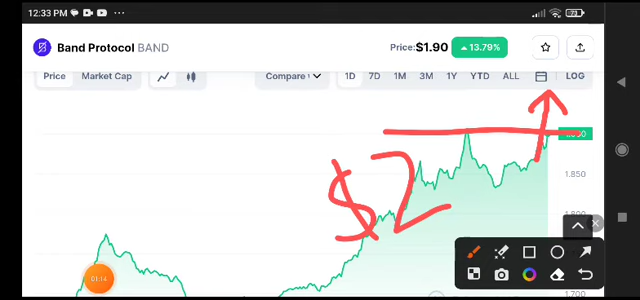 12:33 PM
73
Band Protocol BAND
Price:$1.90
13.79%
Price
Market Cap
Compare
1D
7D
1M
3M
1Y
YTD
ALL
LOG
1.850
$2
01:14
1.700